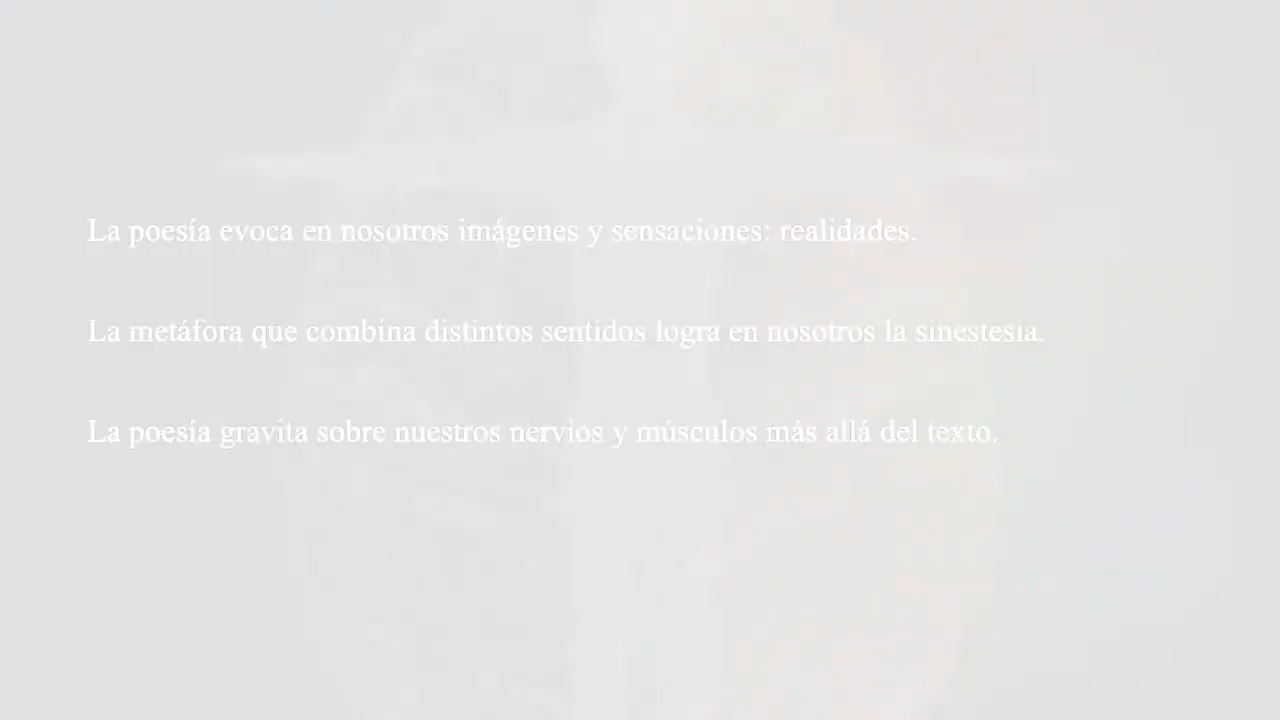 La poesía evoca en nosotros imágenes y sensaciones: realidades.
La metáfora que combina distintos sentidos logra en nosotros la sinestesia.
La poesía gravita sobre nuestros nervios y músculos más allá del texto.